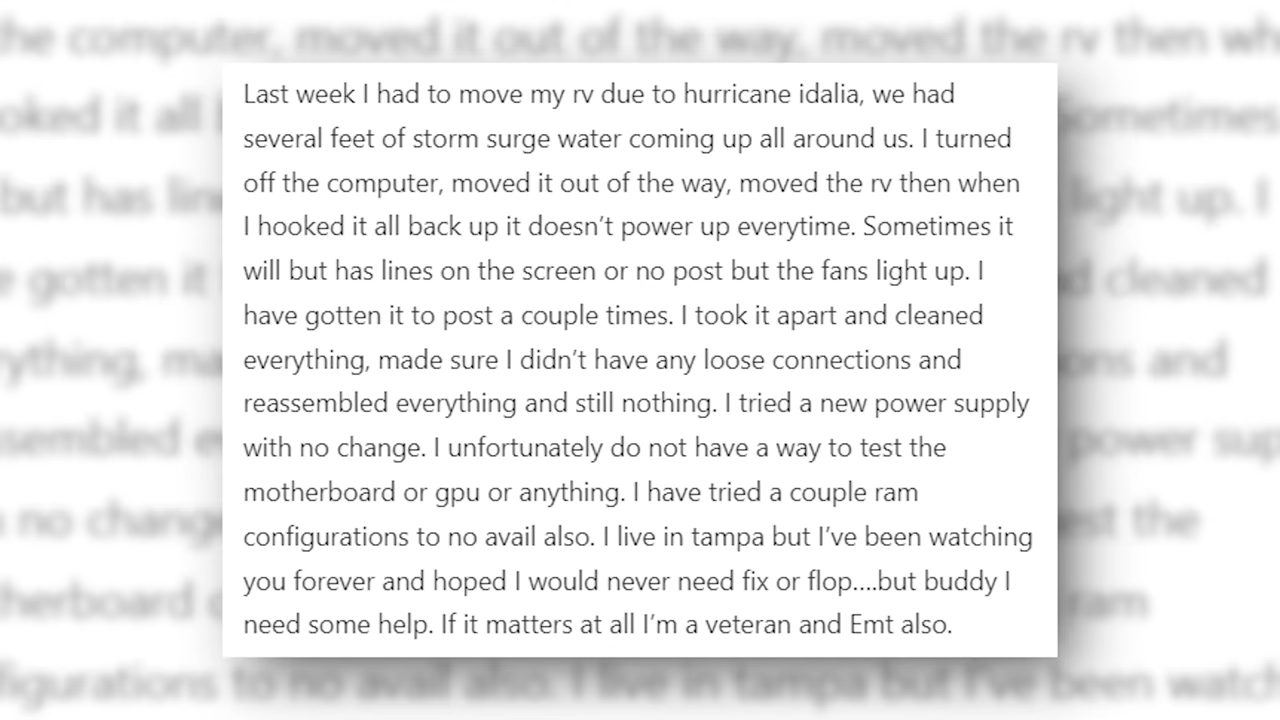 Last week I had to move my rv due to hurricane idalia, we had
several feet of storm surge water coming up all around us. I turned
off the computer, moved it out of the way, moved the rv then when
I hooked it all back up it doesn't power up everytime. Sometimes it
will but has lines on the screen or no post but the fans light up. I
have gotten it to post a couple times. I took it apart and cleaned
everything, made sure I didn't have any loose connections and
reassembled everything and still nothing. I tried a new power supply
with no change. I unfortunately do not have a way to test the
motherboard or gpu or anything. I have tried a couple ram
configurations to no avail also. I live in tampa but I've been watching
you forever and hoped I would never need fix or flop....but buddy I
need some help. If it matters at all I'm a veteran and Emt also.